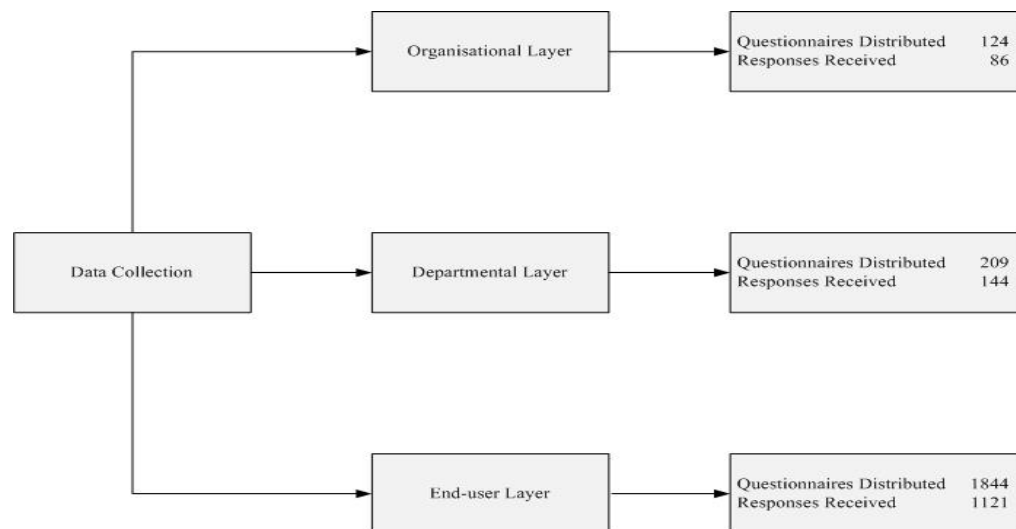 Organisational Layer
Questionnaires Distributed 124
Responses Received 86
Data Collection
Departmental Layer
Questionnaires Distributed 209
Responses Received 144
End-user Layer
Questionnaires Distributed 1844
Responses Received 1121